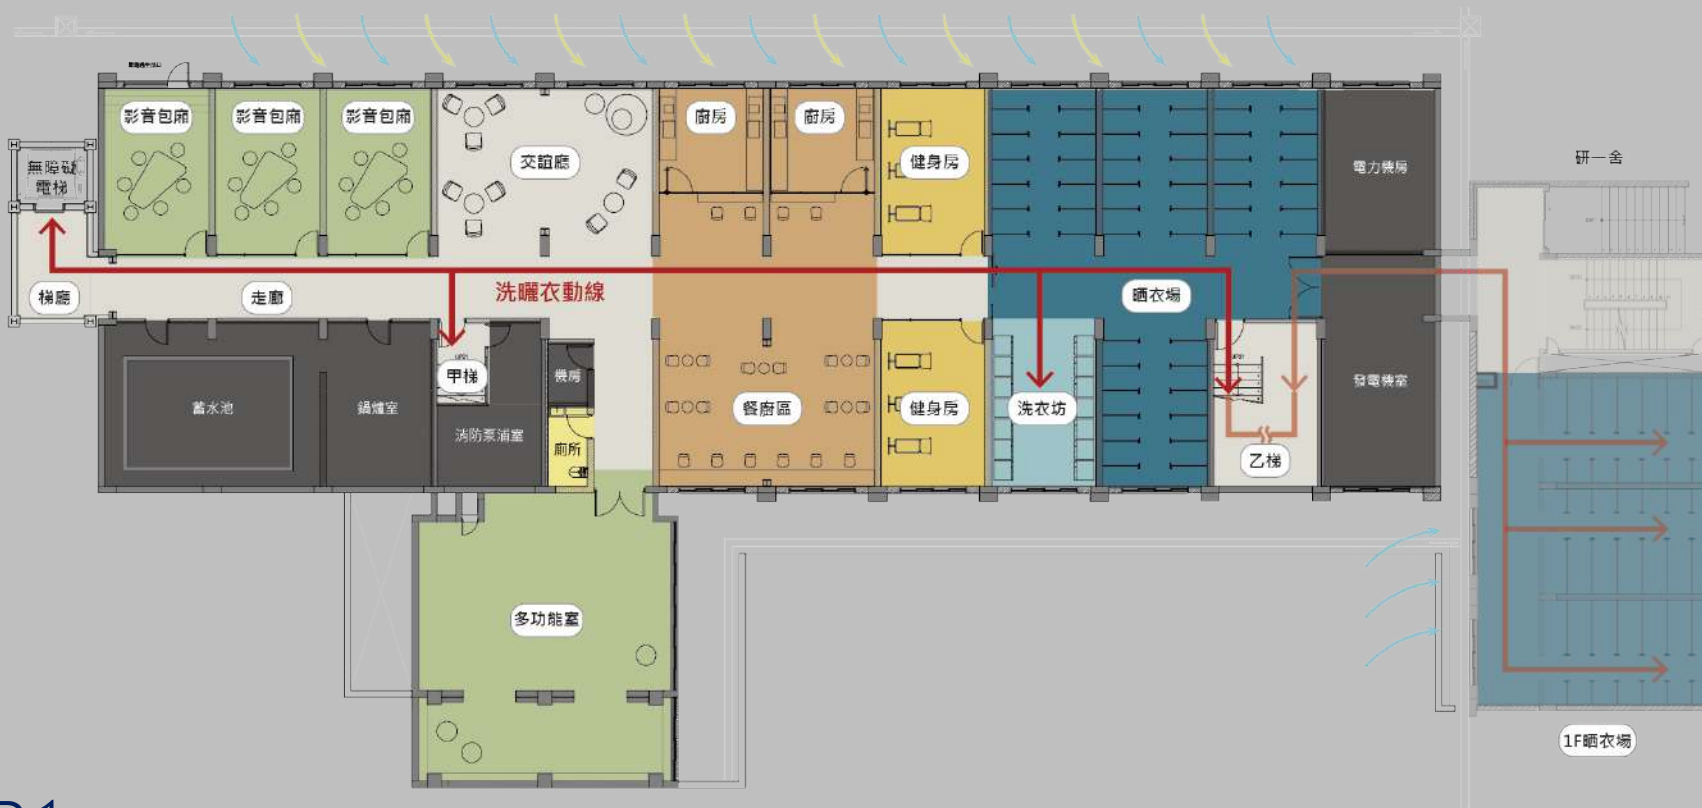 影音包廂
影音包廂
影音包廂
交誼廳
廚房
廚房
健身房
電力機房
研一舍
無障礙
電梯
梯廳
走廊
洗曬衣動線
晒衣場
甲梯
機房
蓄水池
鍋爐室
消防泵浦室
廁所
餐廚區
健身房
洗衣坊
發電機室
乙梯
多功能室
1F晒衣場